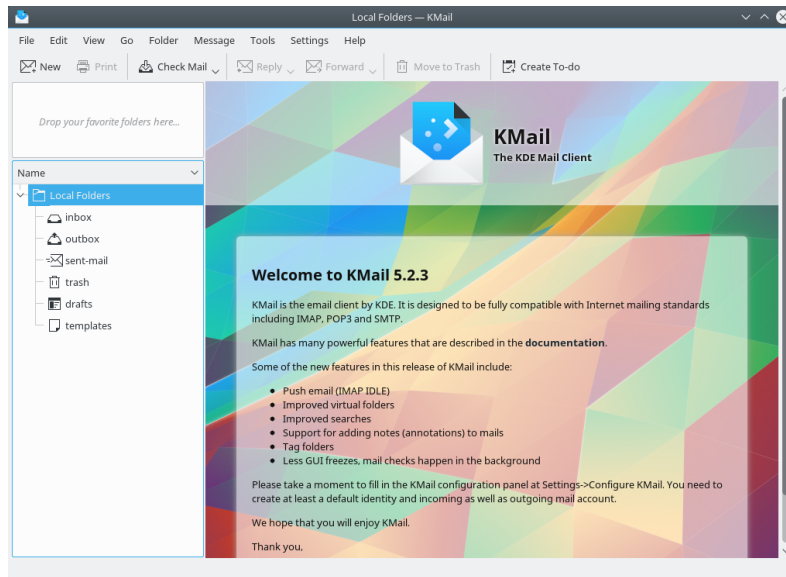 Local Folders — KMail
File Edit View Go Folder Message Tools Settings Help
New Print Check Mail Reply Forward Move to Trash Create To-do
Drop your favorite folders here...
KMail
The KDE Mail Client
Name
Local Folders
inbox
outbox
sent-mail
trash
drafts
templates
Welcome to KMail 5.2.3
KMail is the email client by KDE. It is designed to be fully compatible with Internet mailing standards
including IMAP, POP3 and SMTP.
KMail has many powerful features that are described in the documentation.
Some of the new features in this release of KMail include:
Push email (IMAP IDLE)
Improved virtual folders
Improved searches
Support for adding notes (annotations) to mails
Tag folders
Less GUI freezes, mail checks happen in the background
Please take a moment to fill in the KMail configuration panel at Settings->Configure KMail. You need to
create at least a default identity and incoming as well as outgoing mail account.
We hope that you will enjoy KMail.
Thank you,